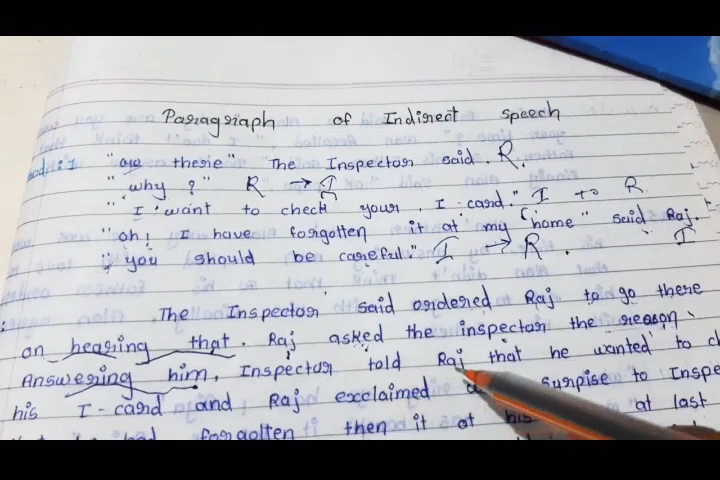 Paragraph of Indirect speech
"Go there" The Inspector said. R.
"why ?" R → I
"I want to check your, I-card." I to R
"oh! I have forgotten it at my home" said Raj.
I
"you should be careful." I → R.
The Inspector said ordered Raj to go there
on hearing that. Raj asked the inspector the reason
Answering him, Inspector told Raj that he wanted to
his I-card and Raj exclaimed surpise to
forgotten then it at his at last